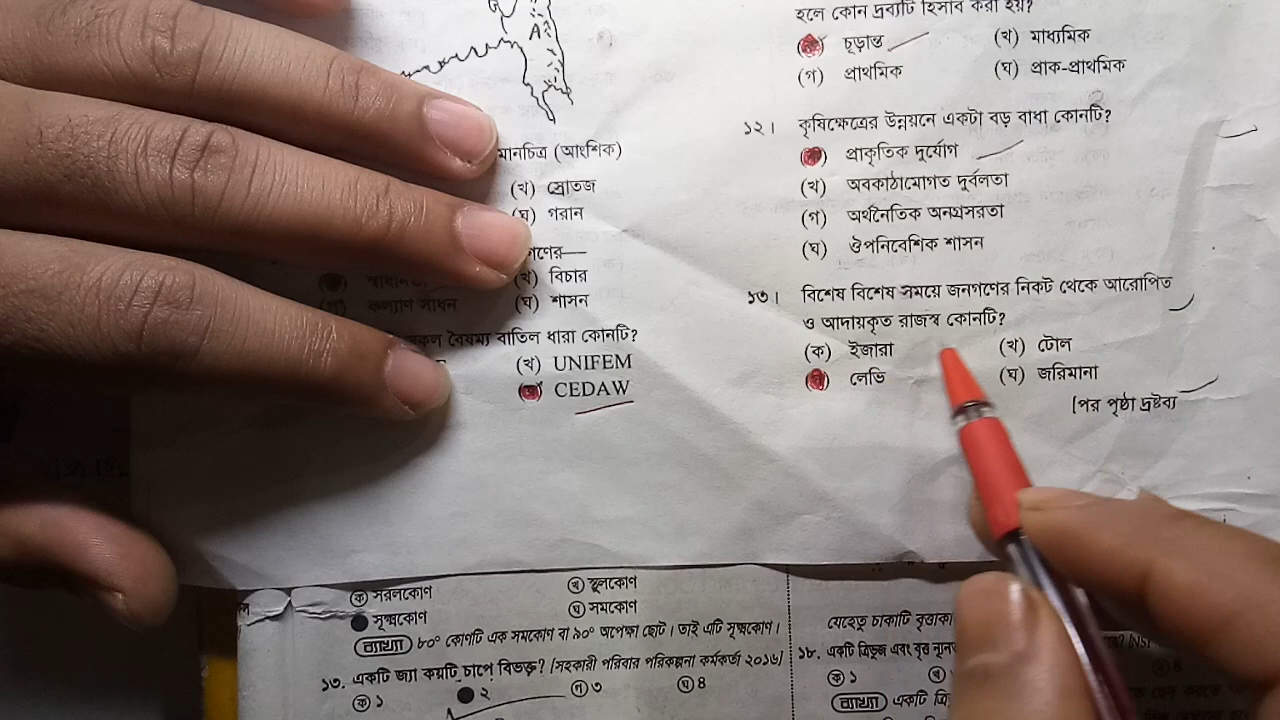 A
মানচিত্র (আংশিক)
(খ) স্রোতজ
(ঘ) গরান
গণের—
স্বাধীনতা
(খ) বিচার
কল্যাণ সাধন
(ঘ) শাসন
সকল বৈষম্য বাতিল ধারা কোনটি?
(খ) UNIFEM
CEDAW
হলে কোন দ্রব্যটি হিসাব করা হয়?
চূড়ান্ত
(খ) মাধ্যমিক
(গ) প্রাথমিক
(ঘ) প্রাক-প্রাথমিক
১২। কৃষিক্ষেত্রের উন্নয়নে একটা বড় বাধা কোনটি?
প্রাকৃতিক দুর্যোগ
(খ) অবকাঠামোগত দুর্বলতা
(গ) অর্থনৈতিক অনগ্রসরতা
(ঘ) ঔপনিবেশিক শাসন
১৩। বিশেষ বিশেষ সময়ে জনগণের নিকট থেকে আরোপিত
ও আদায়কৃত রাজস্ব কোনটি?
(ক) ইজারা
(খ) টোল
লেভি
(ঘ) জরিমানা
[পর পৃষ্ঠা দ্রষ্টব্য
ক সরলকোণ
খ স্থূলকোণ
সূক্ষ্মকোণ
ঘ সমকোণ
ব্যাখ্যা ৮০° কোণটি এক সমকোণ বা ৯০° অপেক্ষা ছোট। তাই এটি সূক্ষ্মকোণ।
১৩. একটি জ্যা কয়টি চাপে বিভক্ত? [সহকারী পরিবার পরিকল্পনা কর্মকর্তা ২০১৬]
ক ১
২
গ ৩
ঘ 4
যেহেতু চাকাটি বৃত্তাকা
১৮. একটি ত্রিভুজ এবং বৃত্ত
ক ১
ব্যাখ্যা একটি ত্রি